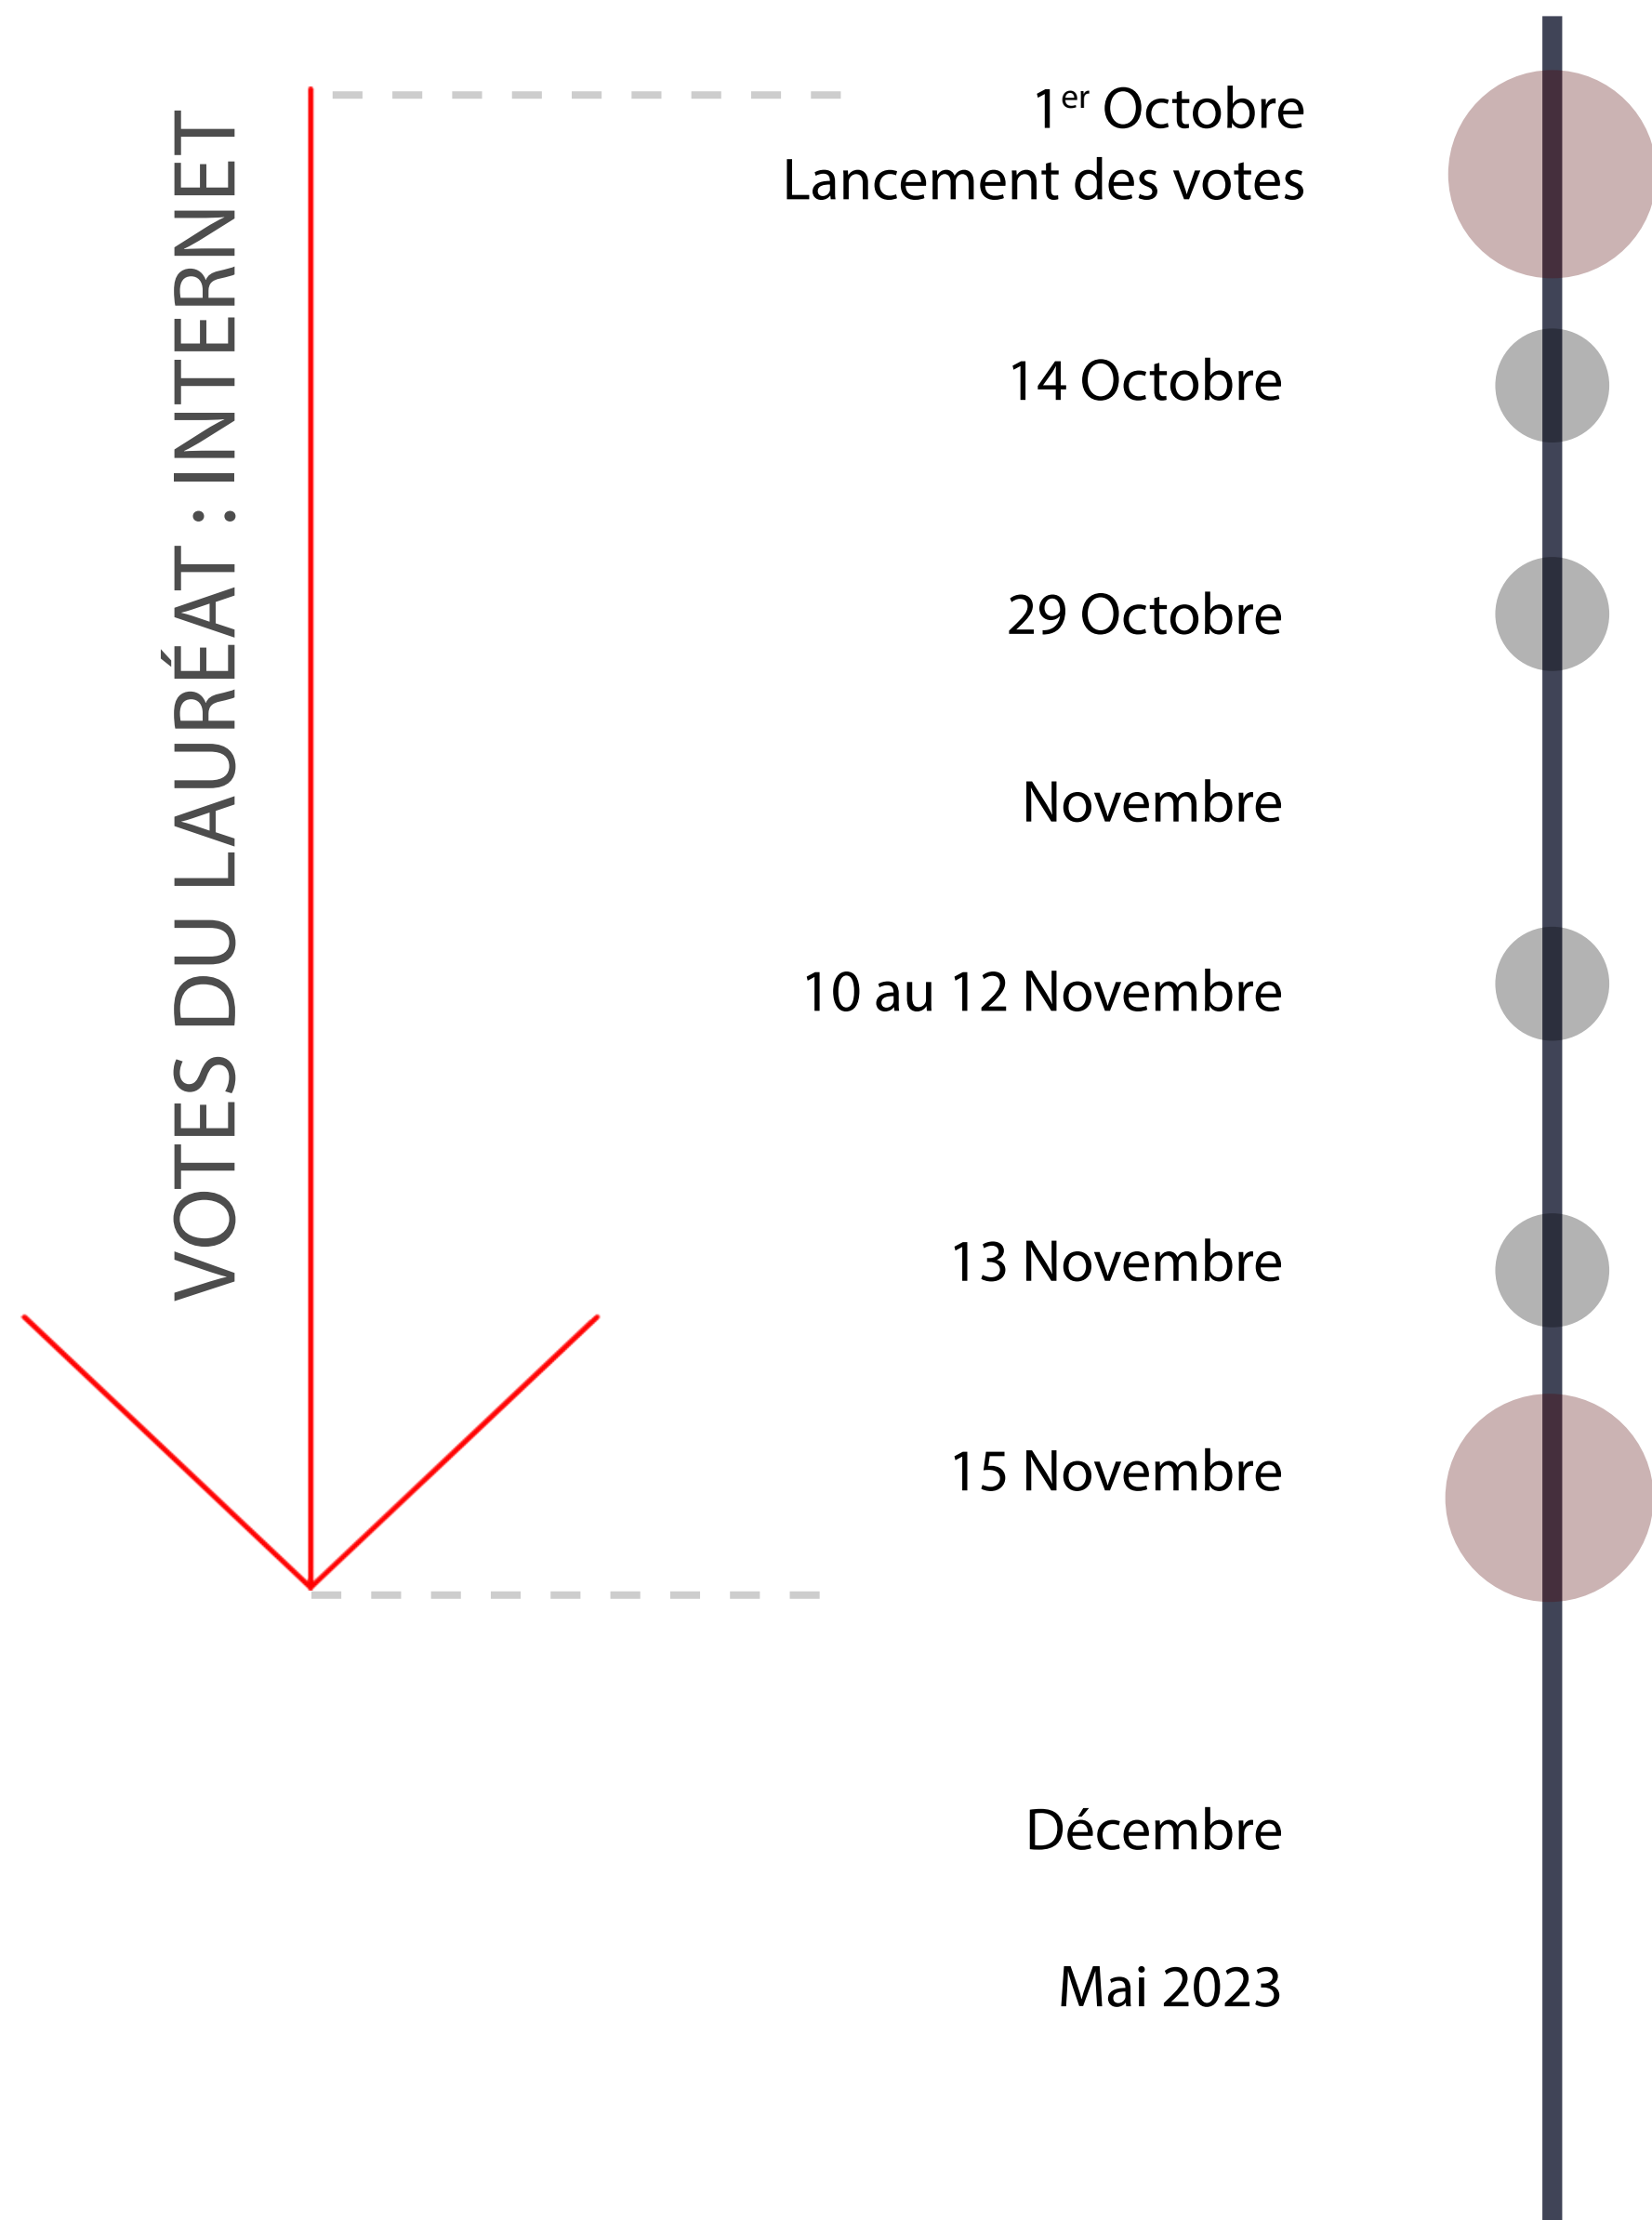 VOTES DU LAURÉAT : INTERNET
1er Octobre
Lancement des votes
14 Octobre
29 Octobre
Novembre
10 au 12 Novembre
13 Novembre
15 Novembre
Décembre
Mai 2023